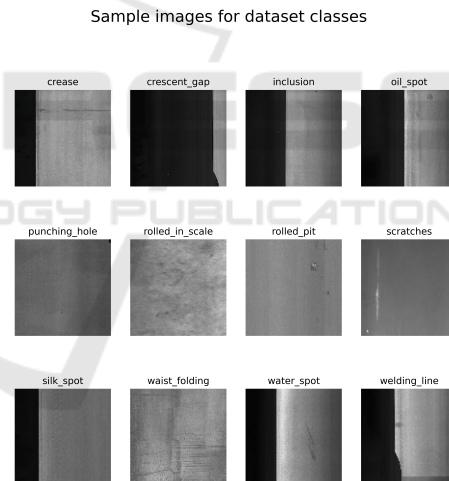 Sample images for dataset classes
crease crescent_gap inclusion oil_spot
punching_hole rolled_in_scale rolled_pit scratches
silk_spot waist_folding water_spot welding_line